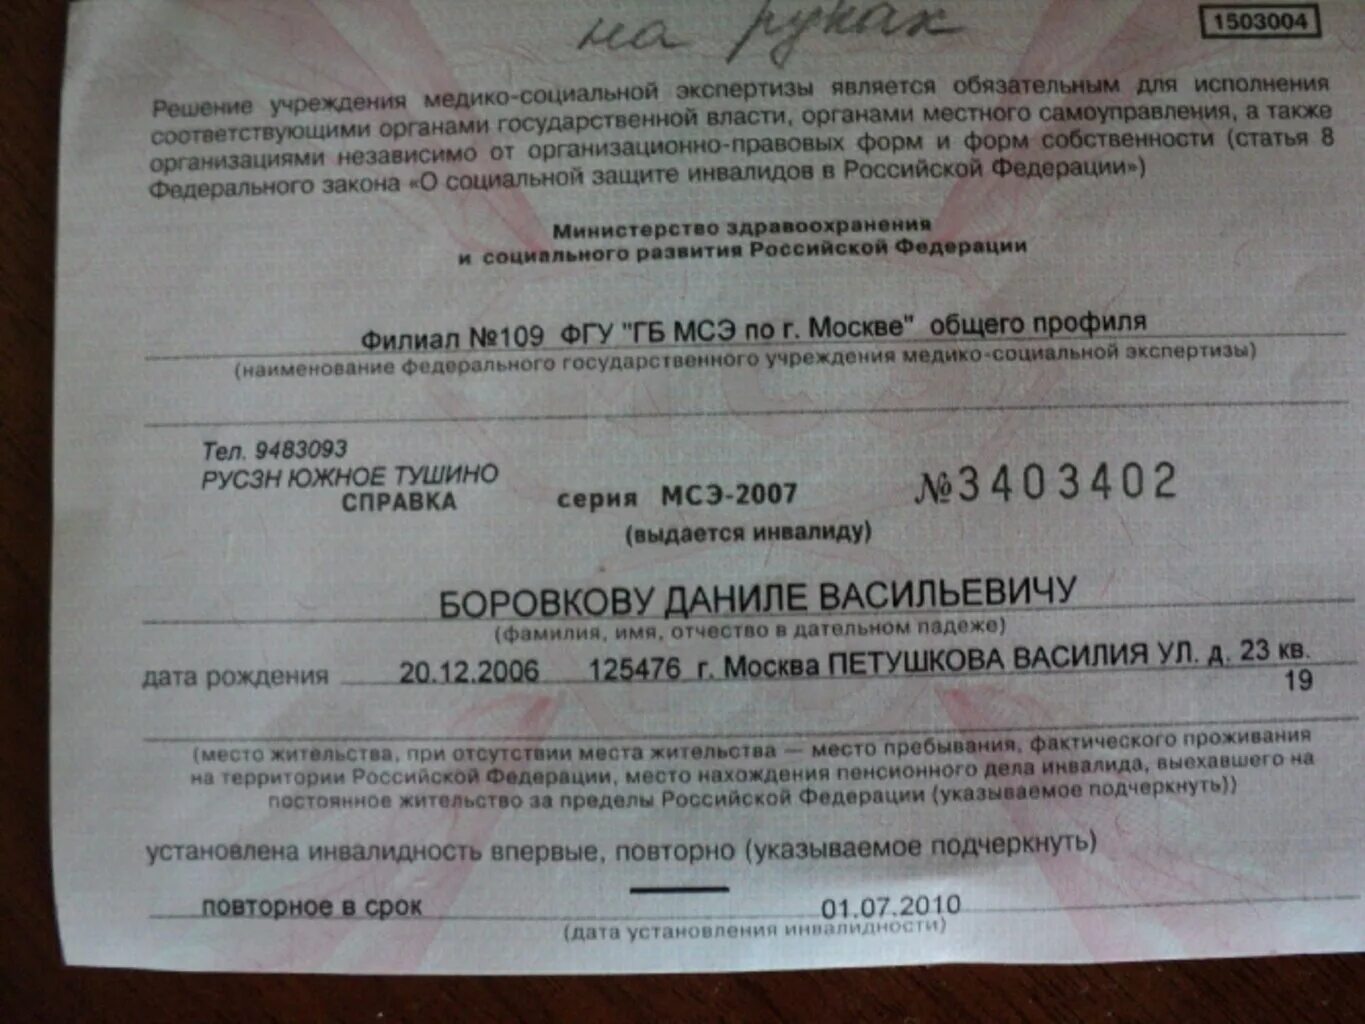 на руках
1503004
Решение учреждения медико-социальной экспертизы является обязательным для исполнения
соответствующими органами государственной власти, органами местного самоуправления, а также
организациями независимо от организационно-правовых форм и форм собственности (статья 8
Федерального закона «О социальной защите инвалидов в Российской Федерации»)
Министерство здравоохранения
и социального развития Российской Федерации
Филиал №109 ФГУ "ГБ МСЭ по г. Москве" общего профиля
(наименование федерального государственного учреждения медико-социальной экспертизы)
Тел. 9483093
РУСЗН ЮЖНОЕ ТУШИНО
СПРАВКА серия МСЭ-2007 №3403402
(выдается инвалиду)
БОРОВКОВУ ДАНИЛЕ ВАСИЛЬЕВИЧУ
(фамилия, имя, отчество в дательном падеже)
дата рождения 20.12.2006 125476 г. Москва ПЕТУШКОВА ВАСИЛИЯ УЛ. д. 23 кв.
19
(место жительства, при отсутствии места жительства — место пребывания, фактического проживания
на территории Российской Федерации, место нахождения пенсионного дела инвалида, выехавшего на
постоянное жительство за пределы Российской Федерации (указываемое подчеркнуть))
установлена инвалидность впервые, повторно (указываемое подчеркнуть)
повторное в срок 01.07.2010
(дата установления инвалидности)